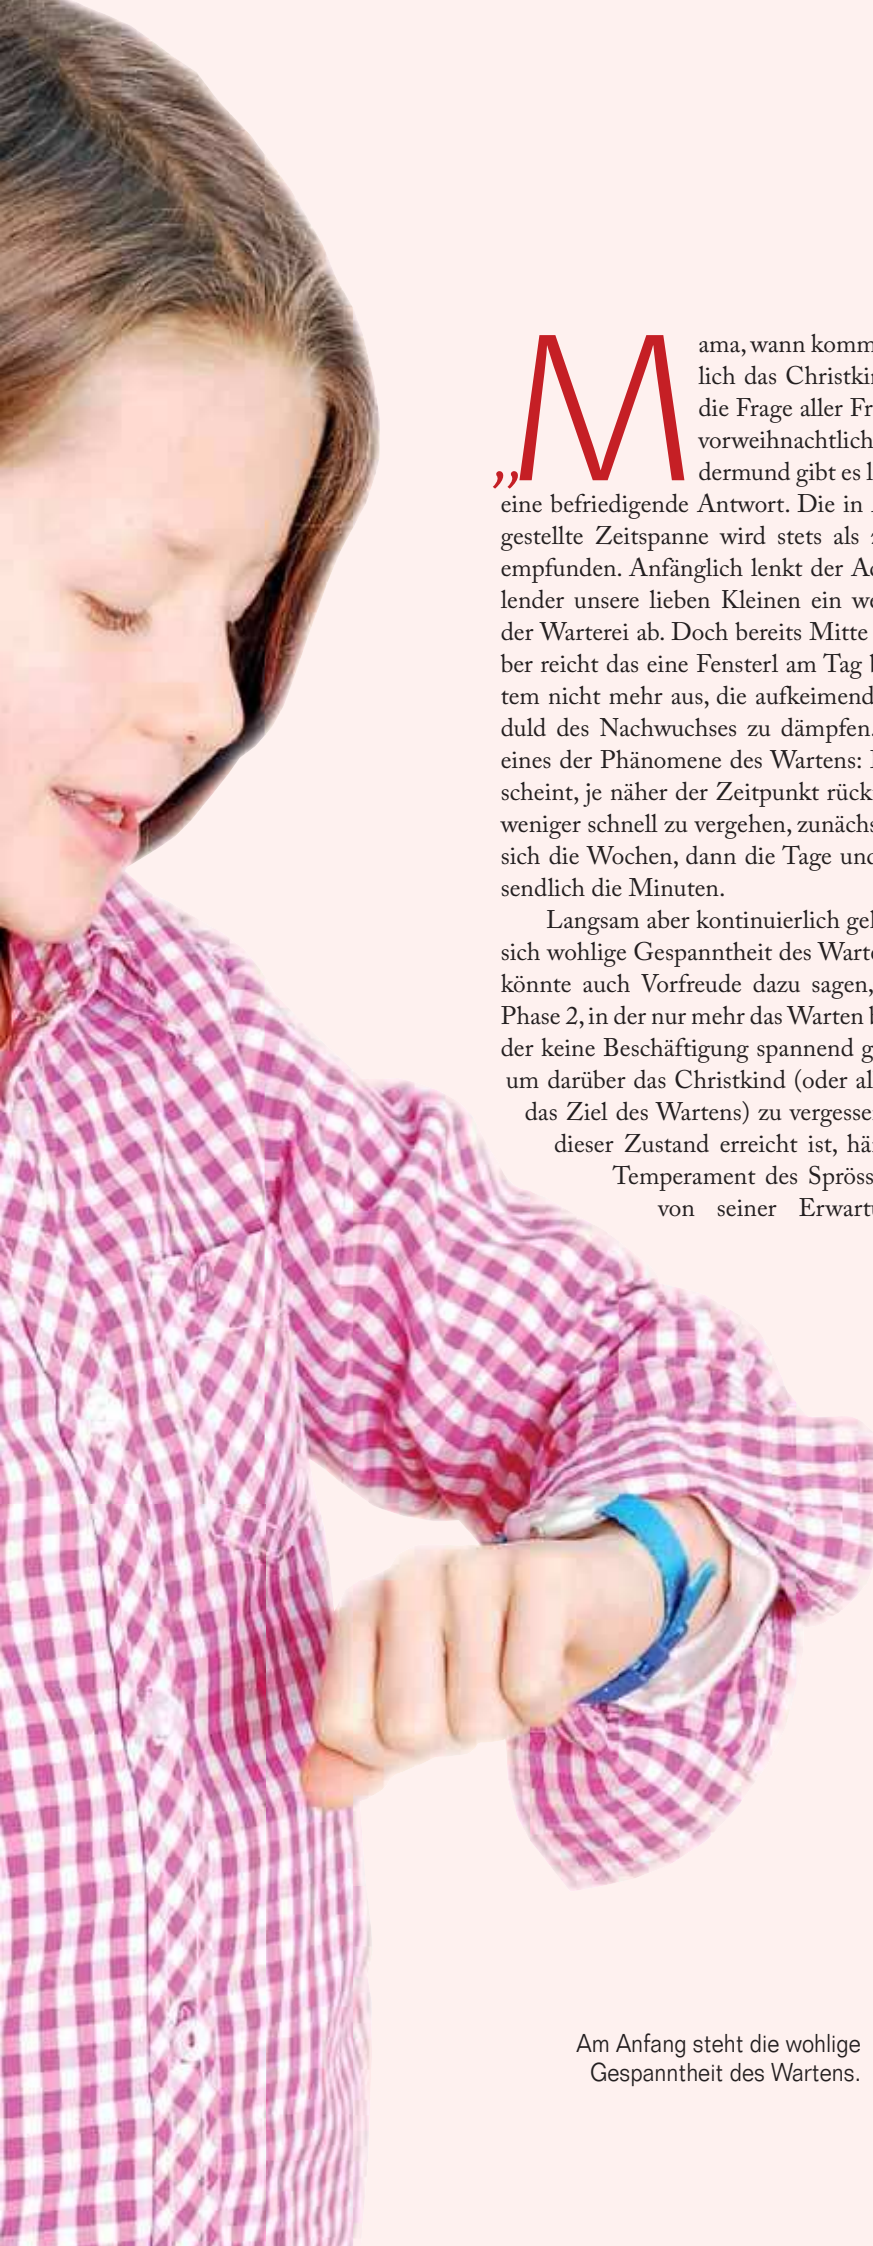 „Mama, wann komm
lich das Christkin
die Frage aller Fr
vorweihnachtlich
dermund gibt es l
eine befriedigende Antwort. Die in
gestellte Zeitspanne wird stets als
empfunden. Anfänglich lenkt der Ad
lender unsere lieben Kleinen ein we
der Warterei ab. Doch bereits Mitte
ber reicht das eine Fensterl am Tag
tem nicht mehr aus, die aufkeimend
duld des Nachwuchses zu dämpfen.
eines der Phänomene des Wartens:
scheint, je näher der Zeitpunkt rück
weniger schnell zu vergehen, zunächs
sich die Wochen, dann die Tage und
sendlich die Minuten.
Langsam aber kontinuierlich geh
sich wohlige Gespanntheit des Warte
könnte auch Vorfreude dazu sagen,
Phase 2, in der nur mehr das Warten
der keine Beschäftigung spannend g
um darüber das Christkind (oder al
das Ziel des Wartens) zu vergessen
dieser Zustand erreicht ist, hän
Temperament des Spröss
von seiner Erwartu
Am Anfang steht die wohlige
Gespanntheit des Wartens.